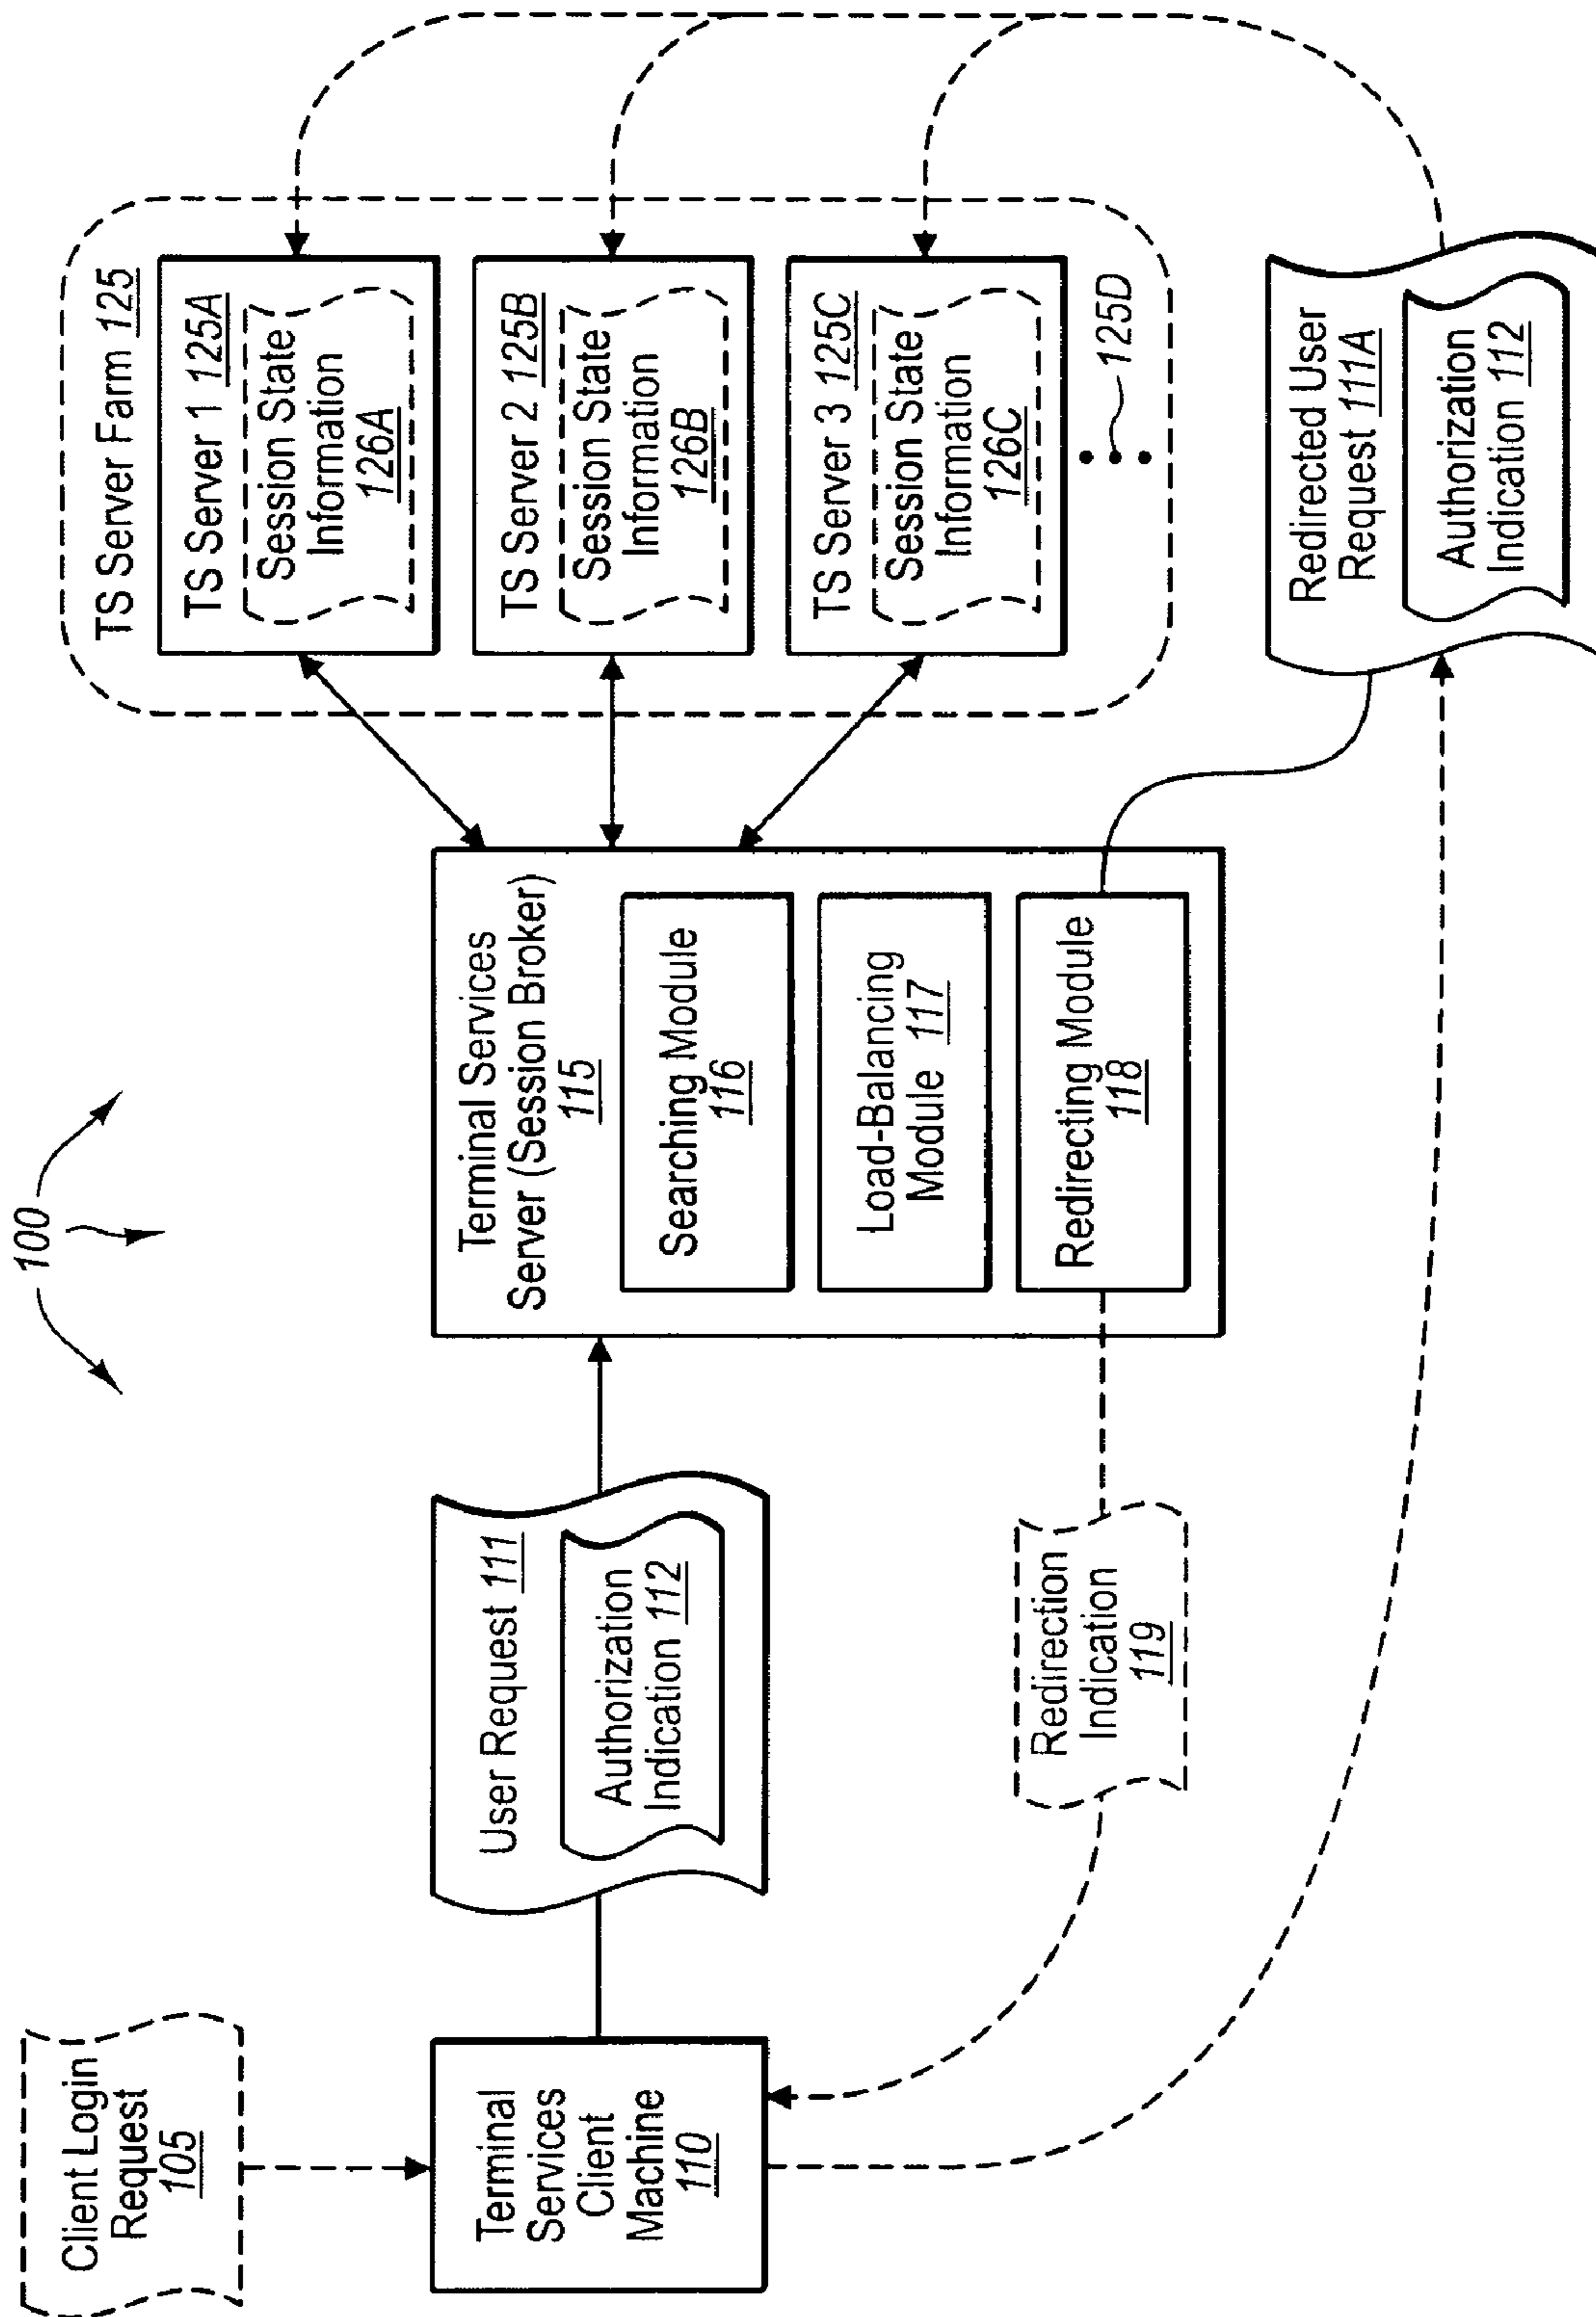 100
Client Login
Request
105
Terminal
Services
Client
Machine
110
User Request 111
Authorization
Indication 112
Redirection
Indication
119
Terminal Services
Server (Session Broker)
115
Searching Module
116
Load-Balancing
Module 117
Redirecting Module
118
TS Server Farm 125
TS Server 1 125A
Session State
Information
126A
TS Server 2 125B
Session State
Information
126B
TS Server 3 125C
Session State
Information
126C
125D
Redirected User
Request 111A
Authorization
Indication 112